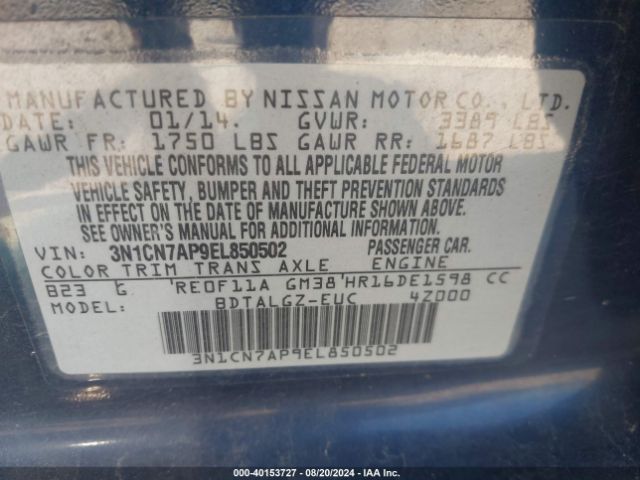 MANUFACTURED BY NISSAN MOTOR CO., LTD.
DATE: 01/14. GVWR: 3389 LBS
GAWR FR: 1750 LBS GAWR RR: 1687 LBS
THIS VEHICLE CONFORMS TO ALL APPLICABLE FEDERAL MOTOR
VEHICLE SAFETY, BUMPER AND THEFT PREVENTION STANDARDS
IN EFFECT ON THE DATE OF MANUFACTURE SHOWN ABOVE.
SEE OWNER'S MANUAL FOR ADDITIONAL INFORMATION.
VIN: 3N1CN7AP9EL850502 PASSENGER CAR.
COLOR TRIM TRANS AXLE ENGINE
B23 G 'RE0F11A GM38'HR16DE1598 CC
MODEL: BDTALGZ-EUC 4Z000
3N1CN7AP9EL850502
000-40153727 - 08/20/2024 - IAA Inc.